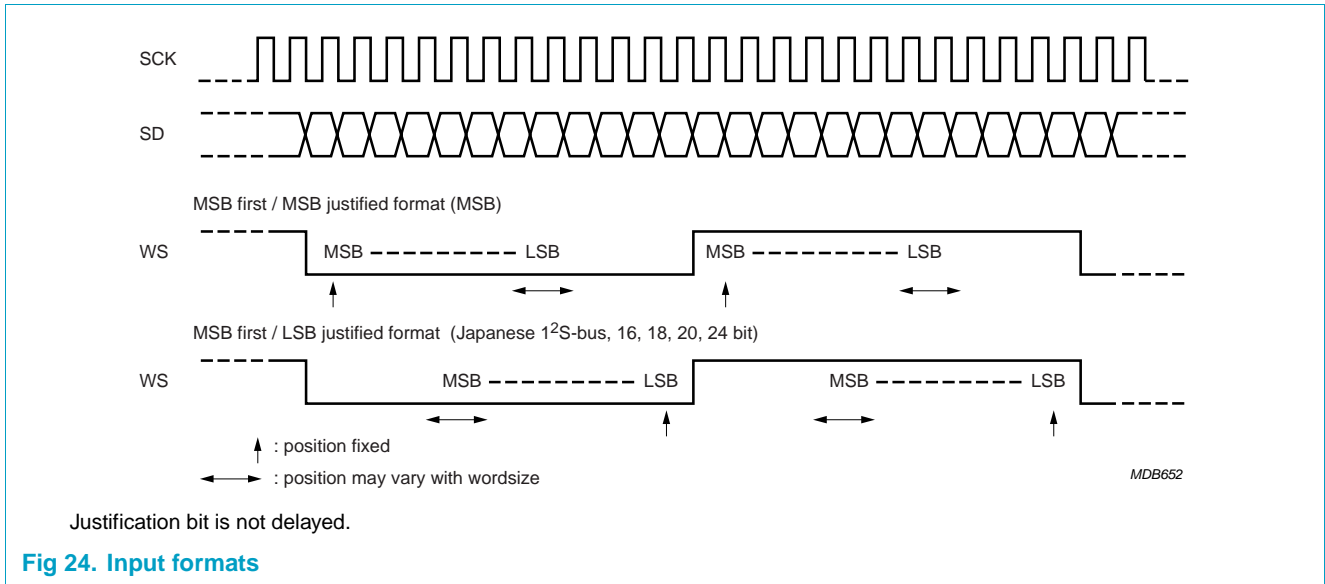 SCK
SD
MSB first / MSB justified format (MSB)
WS
MSB LSB MSB LSB
MSB first / LSB justified format (Japanese 1²S-bus, 16, 18, 20, 24 bit)
WS
MSB LSB MSB LSB
: position fixed
: position may vary with wordsize
MDB652
Justification bit is not delayed.
Fig 24. Input formats